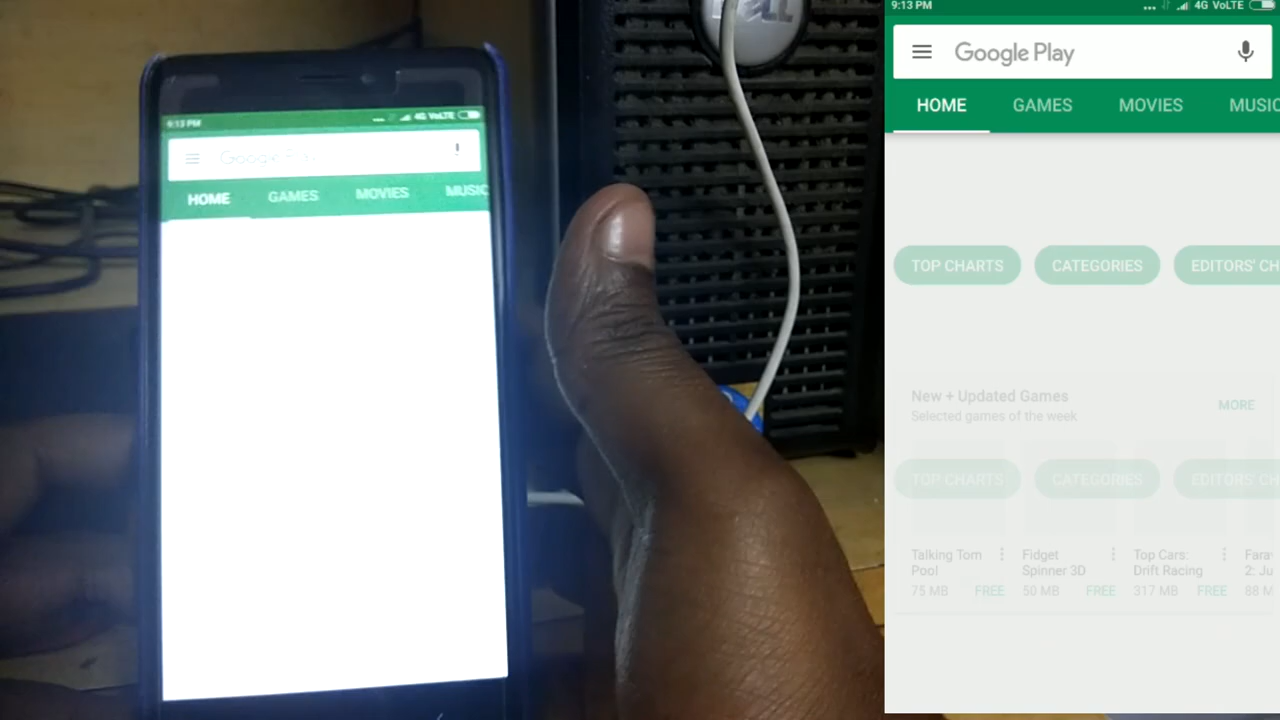 9:13 PM
4G VoLTE
Google Play
HOME GAMES MOVIES MUSIC
9:13 PM
... 4G VoLTE
Google Play
HOME GAMES MOVIES MUSIC
TOP CHARTS CATEGORIES EDITORS' CH
New + Updated Games
Selected games of the week
MORE
TOP CHARTS CATEGORIES EDITORS' CH
Talking Tom
Pool
75 MB FREE
Fidget
Spinner 3D
50 MB FREE
Top Cars:
Drift Racing
317 MB FREE
Fara
2: Ju
88 M